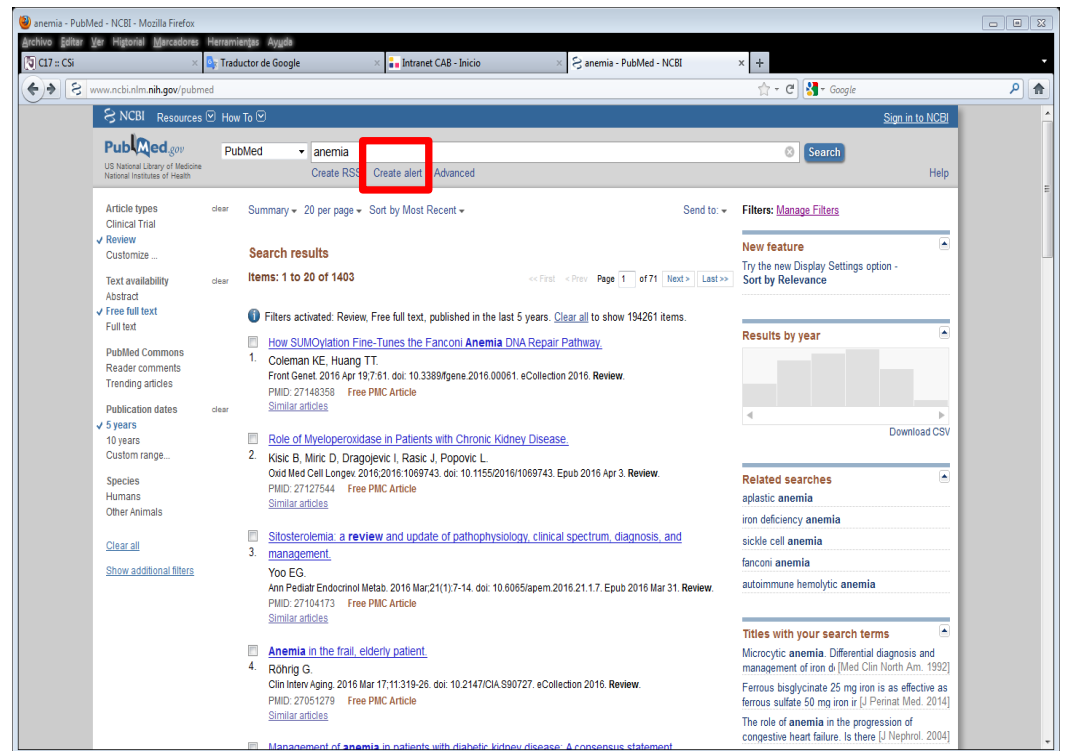 anemia - PubMed - NCBI - Mozilla Firefox
Archivo Editar Ver Historial Marcadores Herramientas Ayuda
C17 :: CSi
Traductor de Google
Intranet CAB - Inicio
anemia - PubMed - NCBI
www.ncbi.nlm.nih.gov/pubmed
Google
NCBI Resources How To
Sign in to NCBI
PubMed.gov
US National Library of Medicine
National Institutes of Health
PubMed
anemia
Search
Create RSS Create alert Advanced
Help
Article types clear
Clinical Trial
Review
Customize ...
Text availability clear
Abstract
Free full text
Full text
PubMed Commons
Reader comments
Trending articles
Publication dates clear
5 years
10 years
Custom range...
Species
Humans
Other Animals
Clear all
Show additional filters
Summary 20 per page Sort by Most Recent
Send to:
Search results
Items: 1 to 20 of 1403
<< First < Prev Page 1 of 71 Next > Last >>
Filters activated: Review, Free full text, published in the last 5 years. Clear all to show 194261 items.
How SUMOylation Fine-Tunes the Fanconi Anemia DNA Repair Pathway.
1. Coleman KE, Huang TT.
Front Genet. 2016 Apr 19;7:61. doi: 10.3389/fgene.2016.00061. eCollection 2016. Review.
PMID: 27148358 Free PMC Article
Similar articles
Role of Myeloperoxidase in Patients with Chronic Kidney Disease.
2. Kisic B, Miric D, Dragojevic I, Rasic J, Popovic L.
Oxid Med Cell Longev. 2016;2016:1069743. doi: 10.1155/2016/1069743. Epub 2016 Apr 3. Review.
PMID: 27127544 Free PMC Article
Similar articles
Sitosterolemia: a review and update of pathophysiology, clinical spectrum, diagnosis, and
3. management.
Yoo EG.
Ann Pediatr Endocrinol Metab. 2016 Mar;21(1):7-14. doi: 10.6065/apem.2016.21.1.7. Epub 2016 Mar 31. Review.
PMID: 27104173 Free PMC Article
Similar articles
Anemia in the frail, elderly patient.
4. Röhrig G.
Clin Interv Aging. 2016 Mar 17;11:319-26. doi: 10.2147/CIA.S90727. eCollection 2016. Review.
PMID: 27051279 Free PMC Article
Similar articles
Management of anemia in patients with diabetic kidney disease: A consensus statement
Filters: Manage Filters
New feature
Try the new Display Settings option -
Sort by Relevance
Results by year
Download CSV
Related searches
aplastic anemia
iron deficiency anemia
sickle cell anemia
fanconi anemia
autoimmune hemolytic anemia
Titles with your search terms
Microcytic anemia. Differential diagnosis and
management of iron d [Med Clin North Am. 1992]
Ferrous bisglycinate 25 mg iron is as effective as
ferrous sulfate 50 mg iron ir [J Perinat Med. 2014]
The role of anemia in the progression of
congestive heart failure. Is there [J Nephrol. 2004]